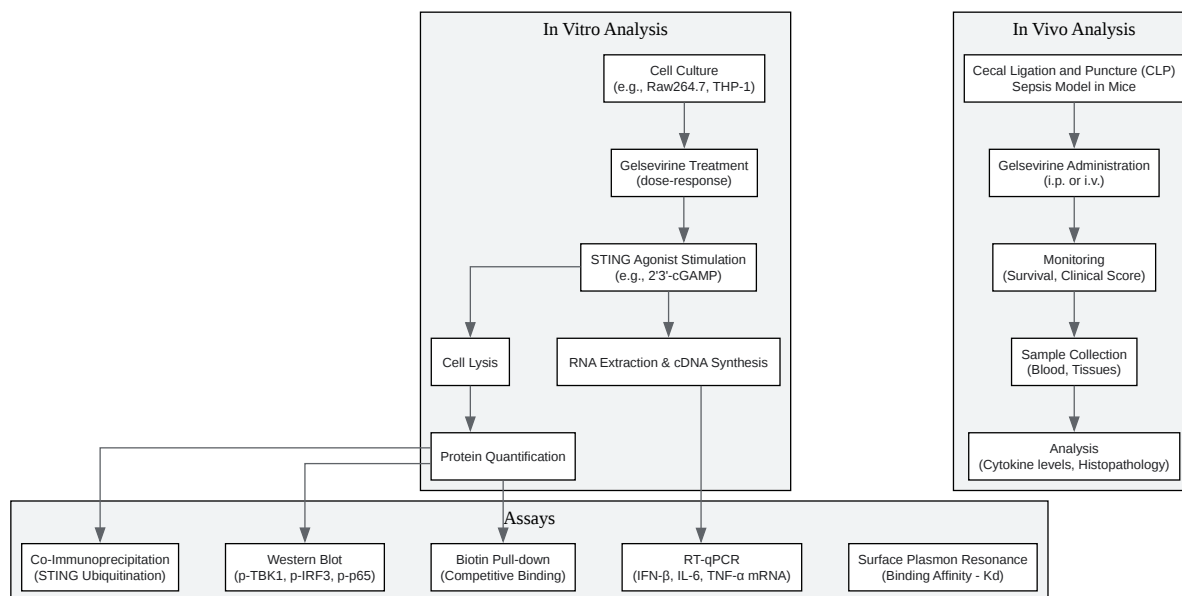 In Vitro Analysis
Cell Culture
(e.g., Raw264.7, THP-1)
Gelsevirine Treatment
(dose-response)
STING Agonist Stimulation
(e.g., 2'3'-cGAMP)
Cell Lysis
RNA Extraction & cDNA Synthesis
Protein Quantification
In Vivo Analysis
Cecal Ligation and Puncture (CLP)
Sepsis Model in Mice
Gelsevirine Administration
(i.p. or i.v.)
Monitoring
(Survival, Clinical Score)
Sample Collection
(Blood, Tissues)
Analysis
(Cytokine levels, Histopathology)
Assays
Co-Immunoprecipitation
(STING Ubiquitination)
Western Blot
(p-TBK1, p-IRF3, p-p65)
Biotin Pull-down
(Competitive Binding)
RT-qPCR
(IFN-β, IL-6, TNF-α mRNA)
Surface Plasmon Resonance
(Binding Affinity - Kd)